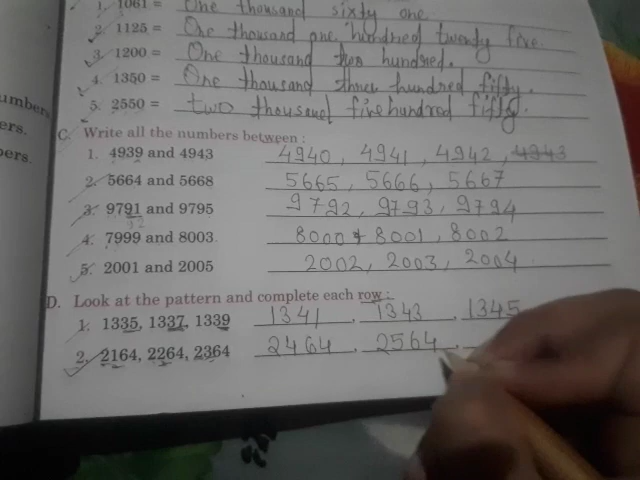 1. 1061 = One thousand sixty one.
2. 1125 = One thousand one hundred twenty five.
3. 1200 = One thousand two hundred.
4. 1350 = One thousand three hundred fifty.
5. 2550 = two thousand five hundred fifty
C. Write all the numbers between :
1. 4939 and 4943 4940, 4941, 4942, 4943
2. 5664 and 5668 5665, 5666, 5667
3. 9791 and 9795 9792, 9793, 9794
4. 7999 and 8003 8000, 8001, 8002
5. 2001 and 2005 2002, 2003, 2004
D. Look at the pattern and complete each row :
1. 1335, 1337, 1339 1341, 1343, 1345
2. 2164, 2264, 2364 2464, 2564